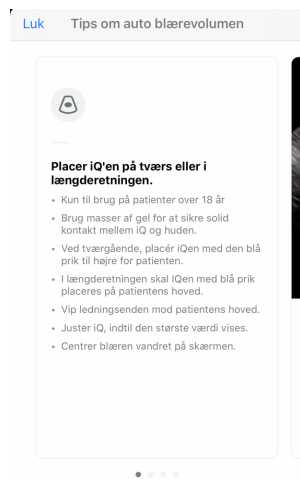 Luk Tips om auto blærevolumen
Placer iQ'en på tværs eller i
længderetningen.
• Kun til brug på patienter over 18 år
• Brug masser af gel for at sikre solid
kontakt mellem iQ og huden.
• Ved tværgående, placér iQen med den blå
prik til højre for patienten.
• I længderetningen skal IQen med blå prik
placeres på patientens hoved.
• Vip ledningsenden mod patientens hoved.
• Juster iQ, indtil den største værdi vises.
• Centrer blæren vandret på skærmen.